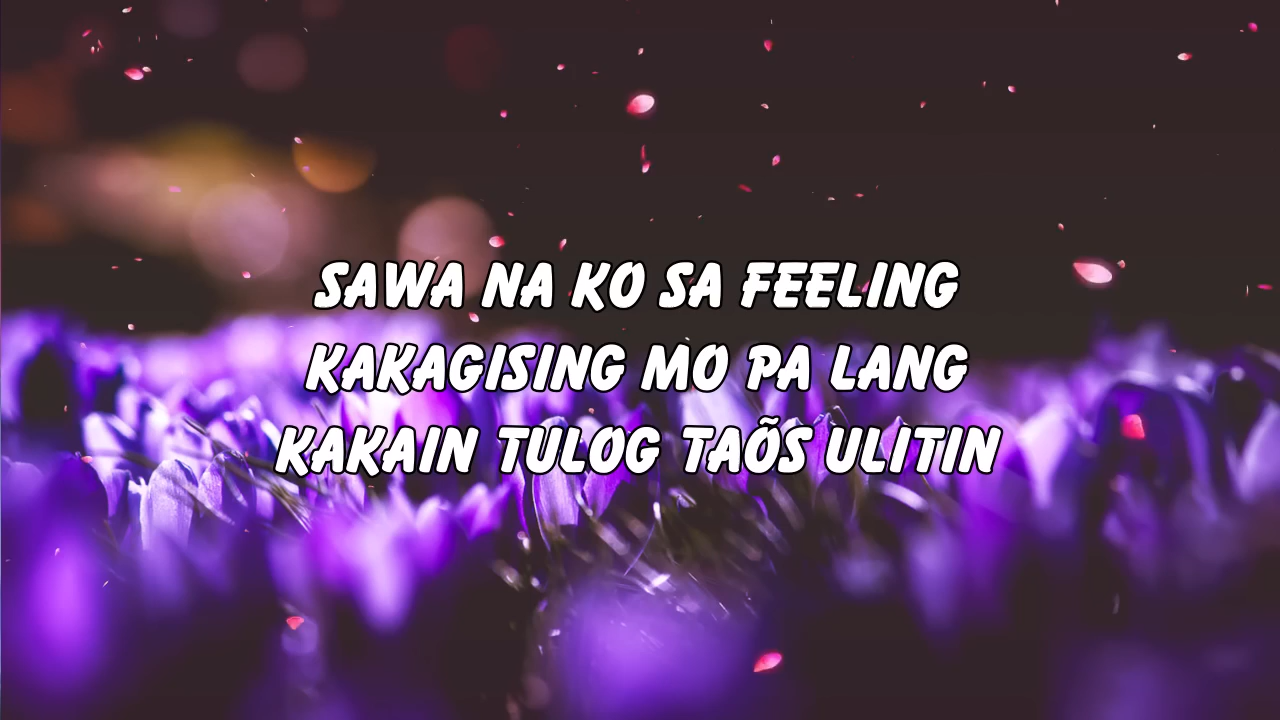 SAWA NA KO SA FEELING
KAKAGISING MO PA LANG
KAKAIN TULOG TAÕS ULITIN